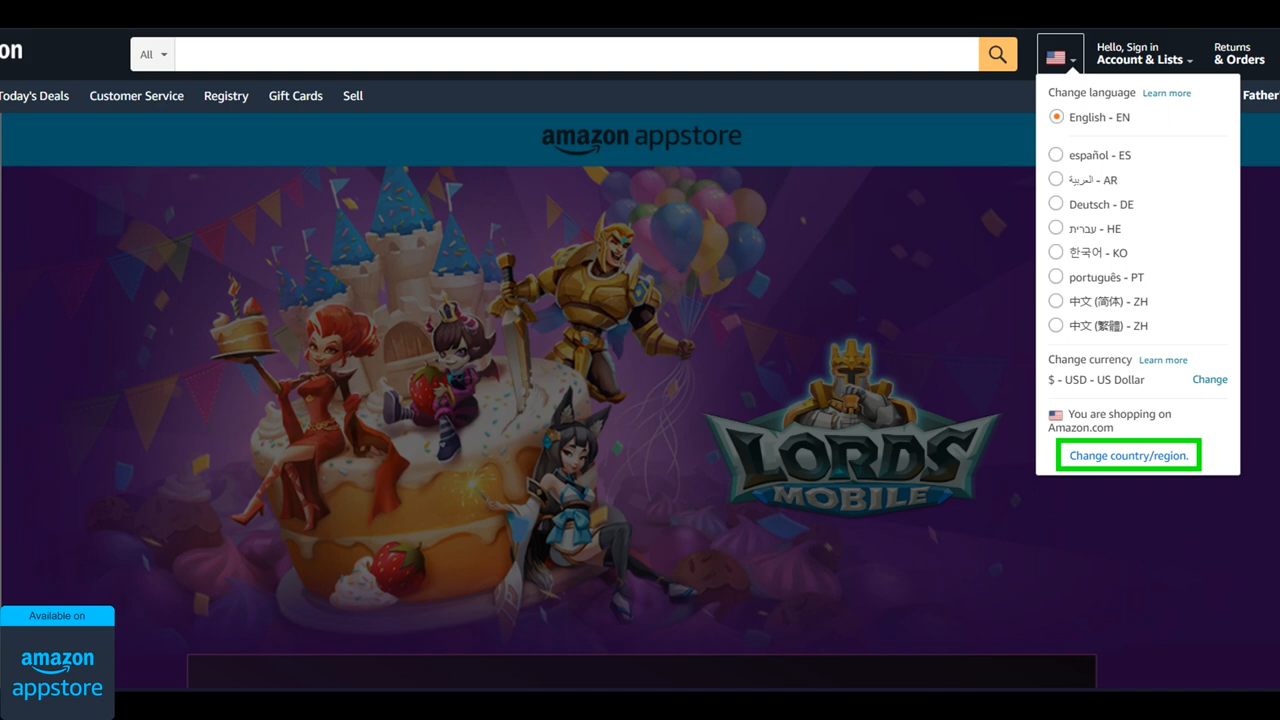 on
All
Hello, Sign in
Account & Lists
Returns
& Orders
Today's Deals
Customer Service
Registry
Gift Cards
Sell
Father
amazon appstore
Change language Learn more
English - EN
español - ES
العربية - AR
Deutsch - DE
עברית - HE
한국어 - KO
português - PT
中文 (简体) - ZH
中文 (繁體) - ZH
Change currency Learn more
$ - USD - US Dollar Change
You are shopping on
Amazon.com
Change country/region.
LORDS
MOBILE
Available on
amazon
appstore